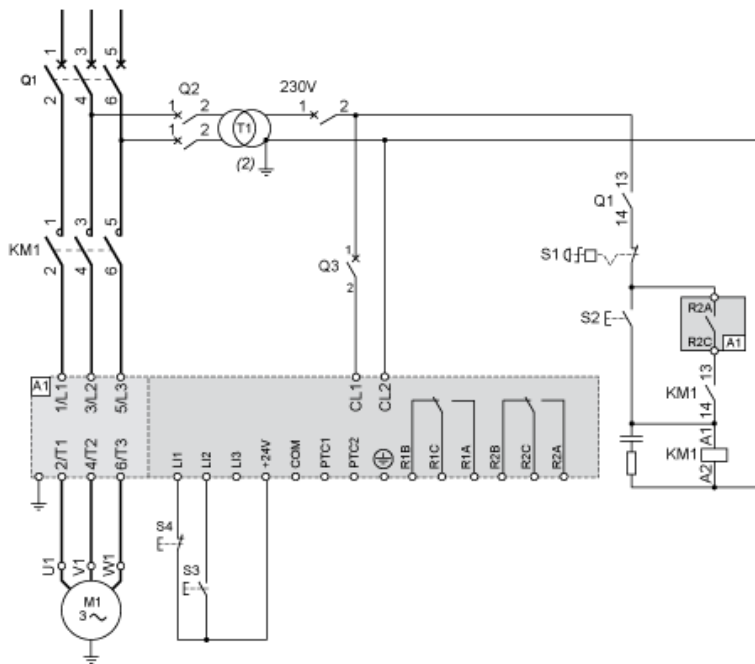 1 3 5
Q1
2 4 6
Q2
1 2
1 2
T1
(2)
230V
1 2
13
Q1
14
1 3 5
KM1
2 4 6
1
Q3
2
S1
S2
R2A
R2C
A1
13
KM1
14
A1
KM1
A2
A1
1/L1 3/L2 5/L3
CL1 CL2
2/T1 4/T2 6/T3
LI1 LI2 LI3 +24V COM PTC1 PTC2 R1B R1C R1A R2B R2C R2A
S4
S3
U1 V1 W1
M1
3